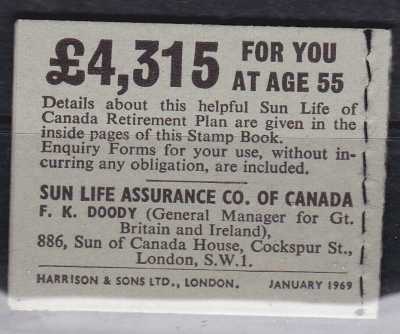 £4,315 FOR YOU
AT AGE 55
Details about this helpful Sun Life of
Canada Retirement Plan are given in the
inside pages of this Stamp Book.
Enquiry Forms for your use, without in-
curring any obligation, are included.
SUN LIFE ASSURANCE CO. OF CANADA
F. K. DOODY (General Manager for Gt.
Britain and Ireland),
886, Sun of Canada House, Cockspur St.,
London, S.W.1.
HARRISON & SONS LTD., LONDON. JANUARY 1969